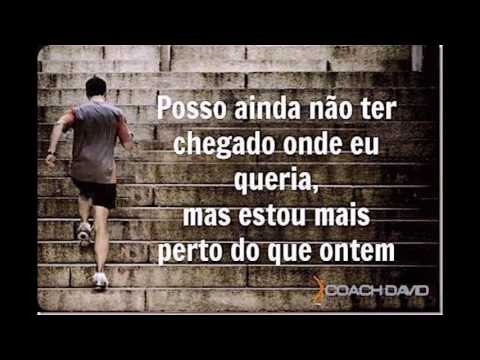 Posso ainda não ter
chegado onde eu
queria,
mas estou mais
perto do que ontem
COACH DAVID